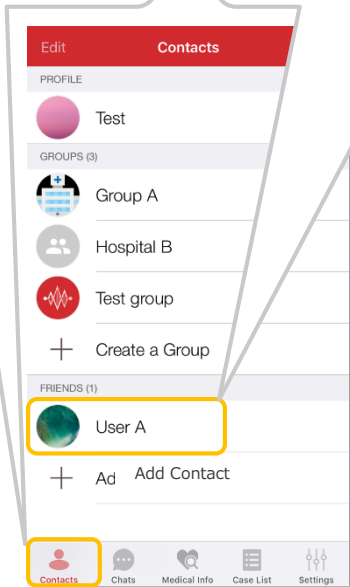 Edit Contacts
PROFILE
Test
GROUPS (3)
Group A
Hospital B
Test group
Create a Group
FRIENDS (1)
User A
Ad Add Contact
Contacts Chats Medical Info Case List Settings